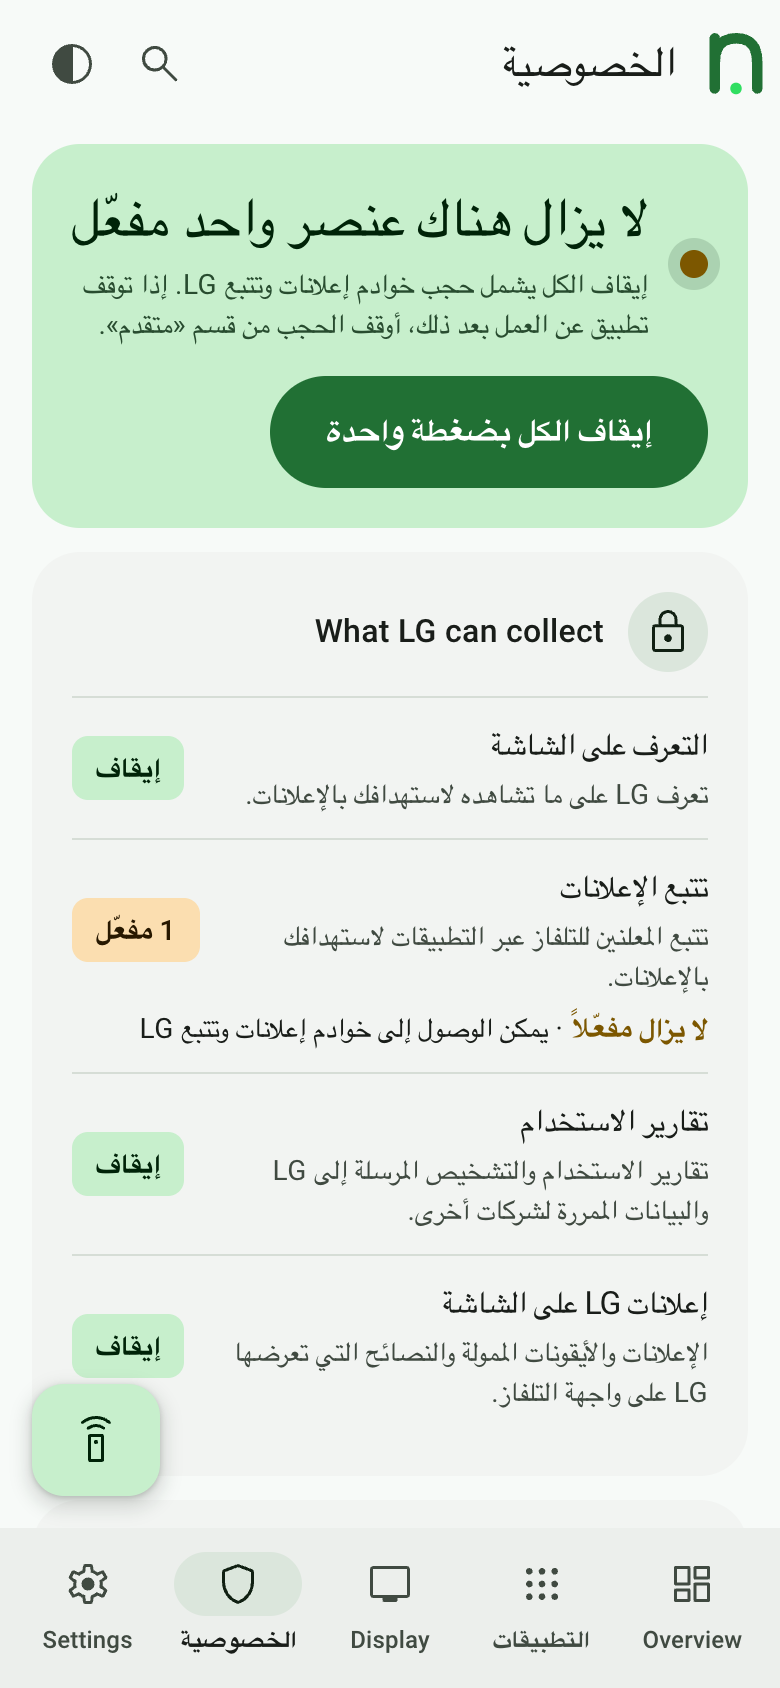 الخصوصية
لا يزال هناك عنصر واحد مفعّل
إيقاف الكل يشمل حجب خوادم إعلانات وتتبع LG. إذا توقف
تطبيق عن العمل بعد ذلك، أوقف الحجب من قسم «متقدم».
إيقاف الكل بضغطة واحدة
What LG can collect
التعرف على الشاشة
تعرف LG على ما تشاهده لاستهدافك بالإعلانات.
إيقاف
تتبع الإعلانات
تتبع المعلنين للتلفاز عبر التطبيقات لاستهدافك
بالإعلانات.
1 مفعّل
لا يزال مفعّلاً · يمكن الوصول إلى خوادم إعلانات وتتبع LG
تقارير الاستخدام
تقارير الاستخدام والتشخيص المرسلة إلى LG
والبيانات الممررة لشركات أخرى.
إيقاف
إعلانات LG على الشاشة
الإعلانات والأيقونات الممولة والنصائح التي تعرضها
LG على واجهة التلفاز.
إيقاف
Overview
التطبيقات
Display
الخصوصية
Settings